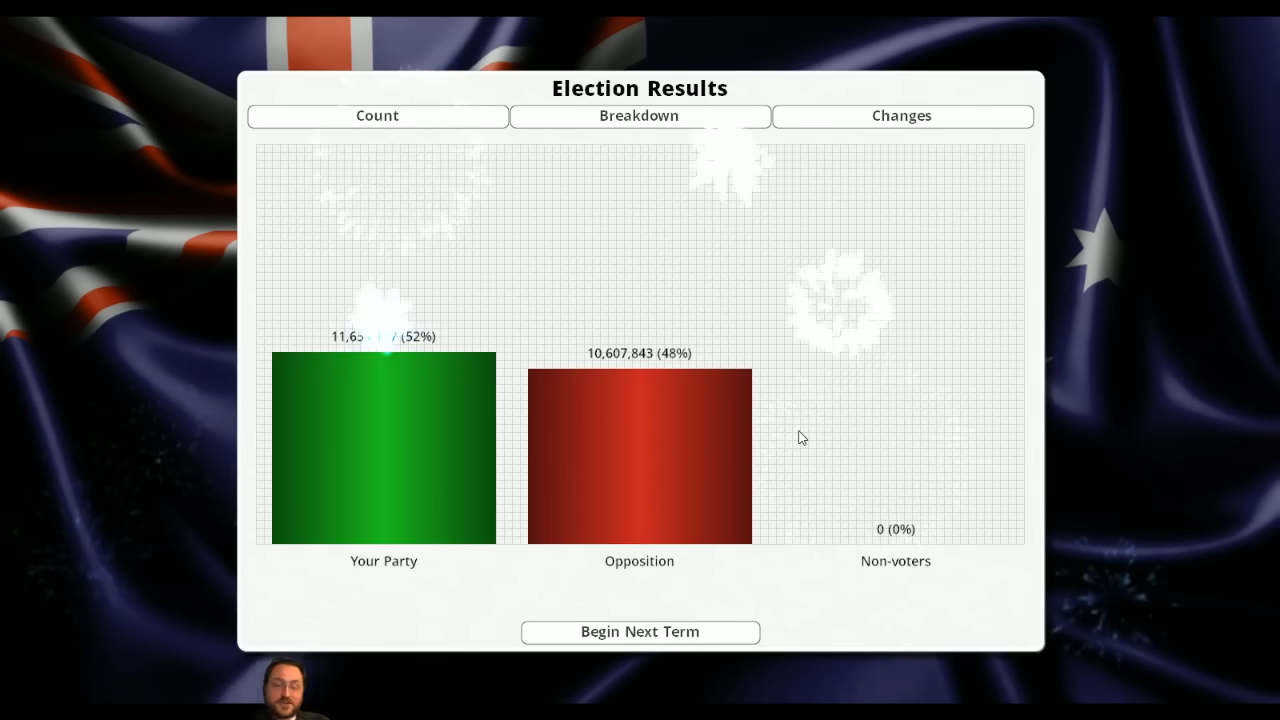 Election Results
Count Breakdown Changes
(52%)
10,607,843 (48%)
0 (0%)
Your Party Opposition Non-voters
Begin Next Term